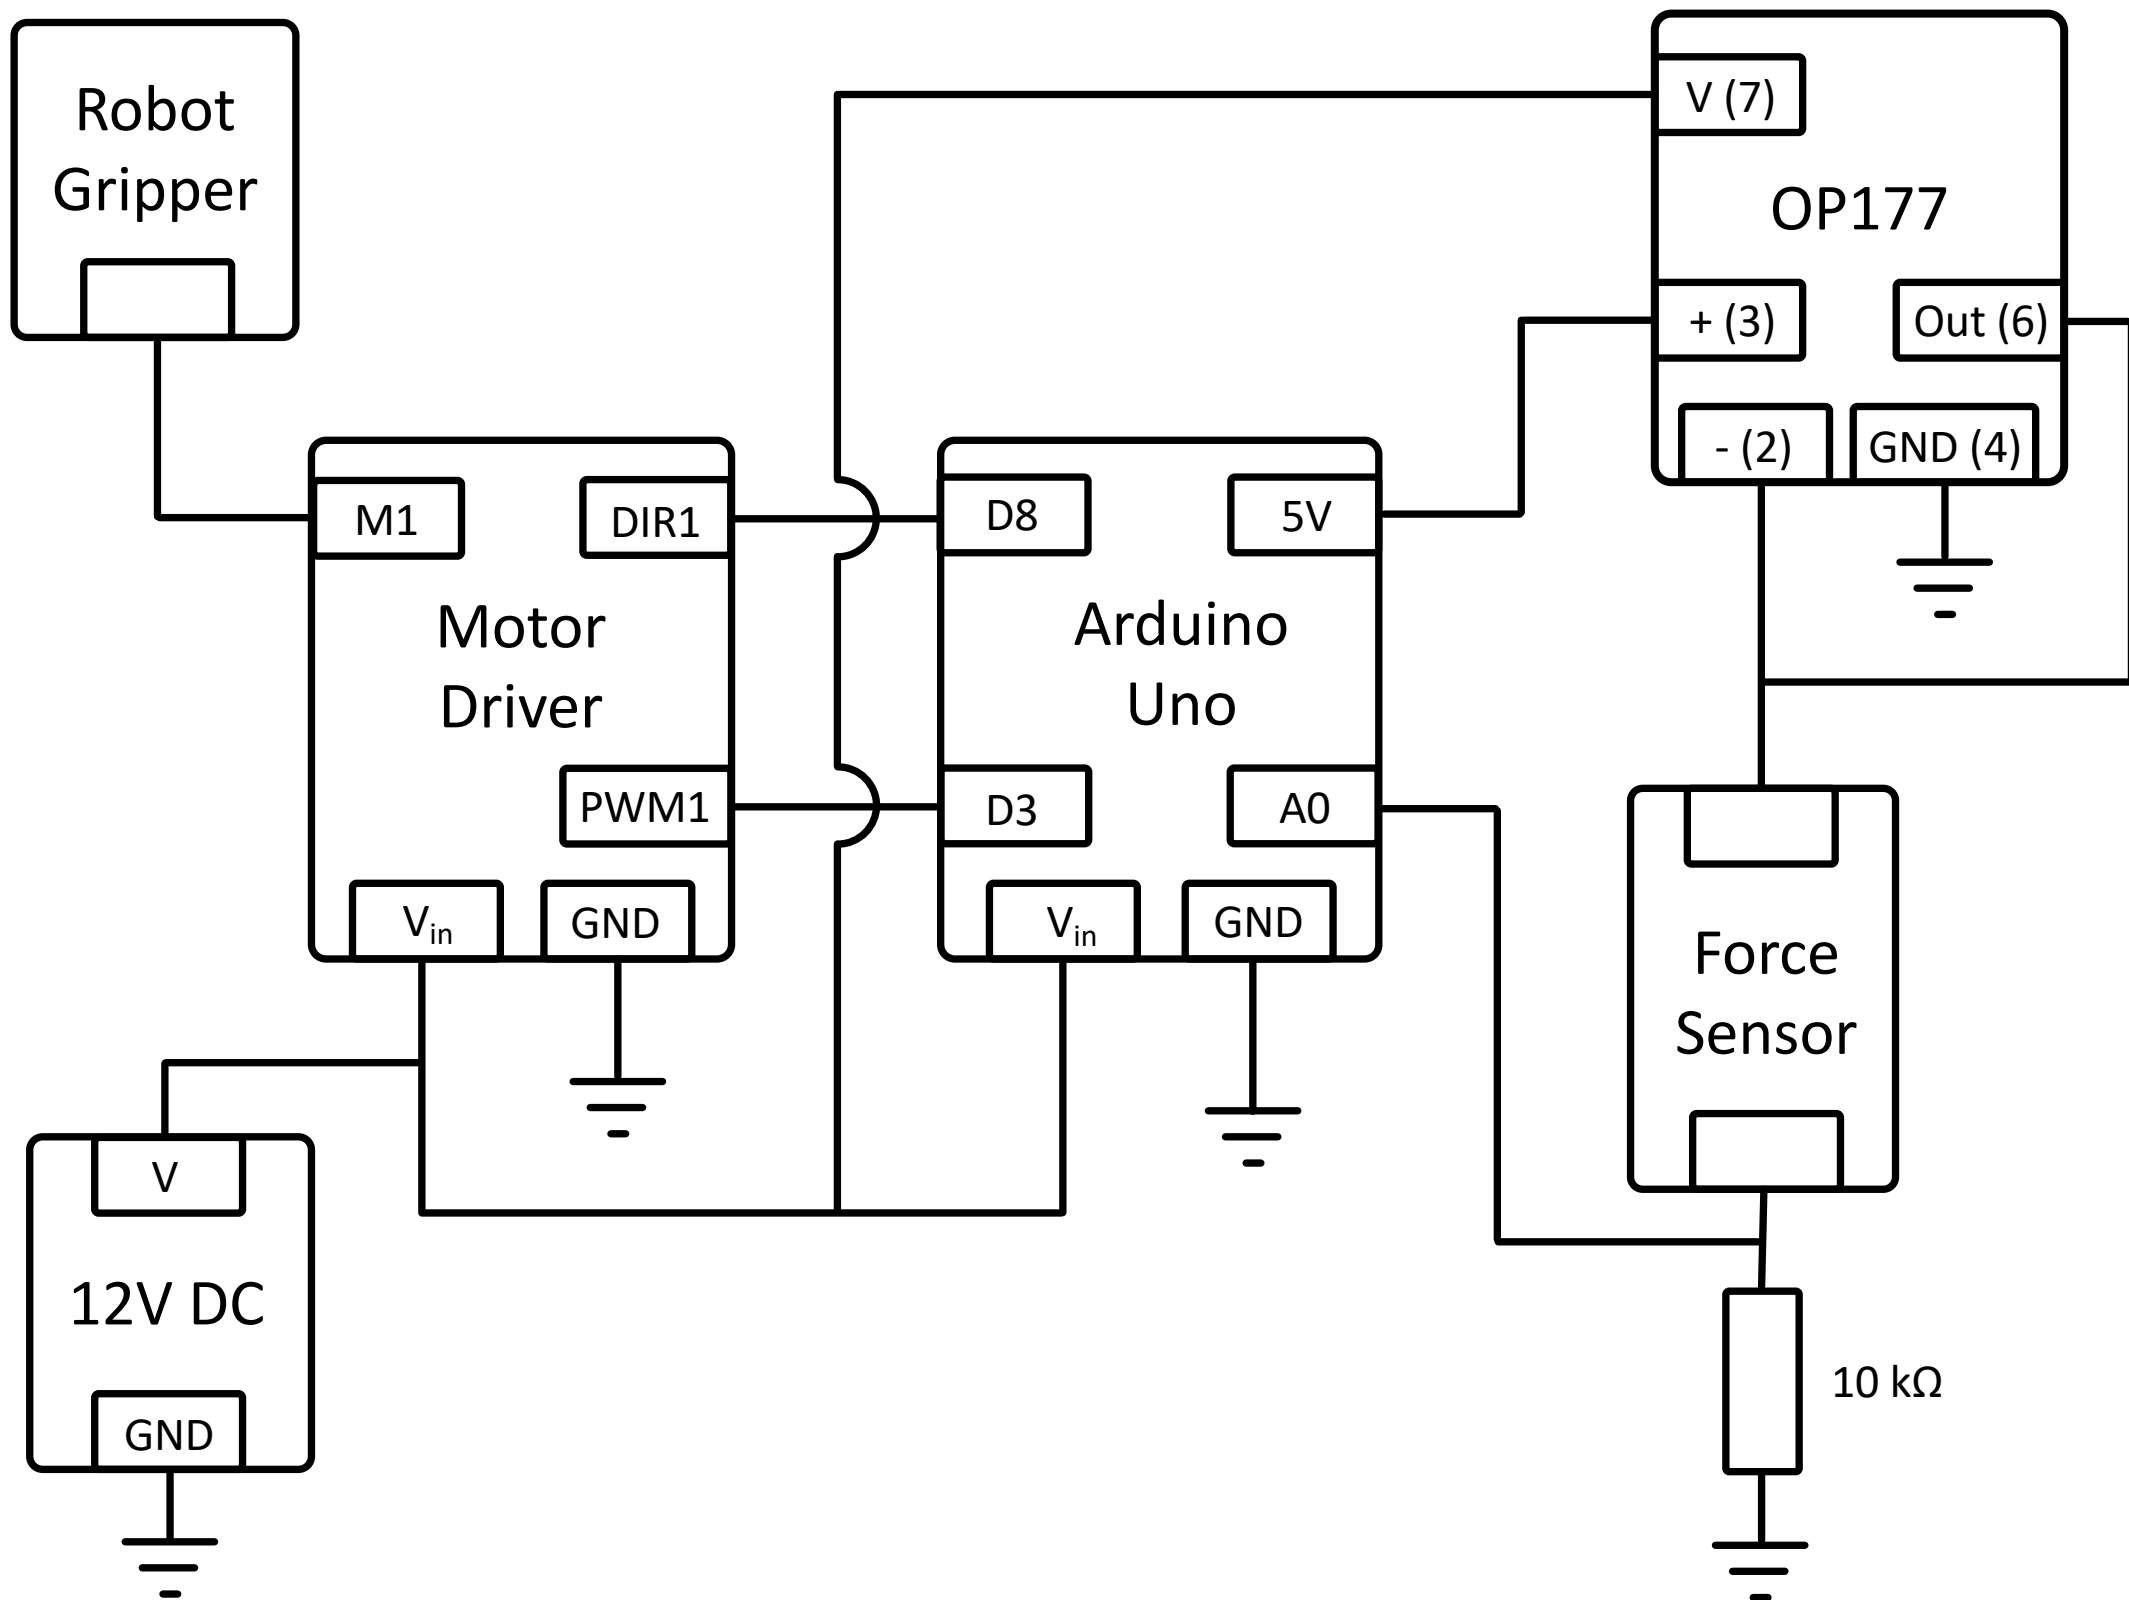 Robot
Gripper
V (7)
OP177
+ (3)
Out (6)
- (2)
GND (4)
M1
DIR1
Motor
Driver
PWM1
Vin
GND
D8
5V
Arduino
Uno
D3
A0
Vin
GND
Force
Sensor
V
12V DC
GND
10 kΩ